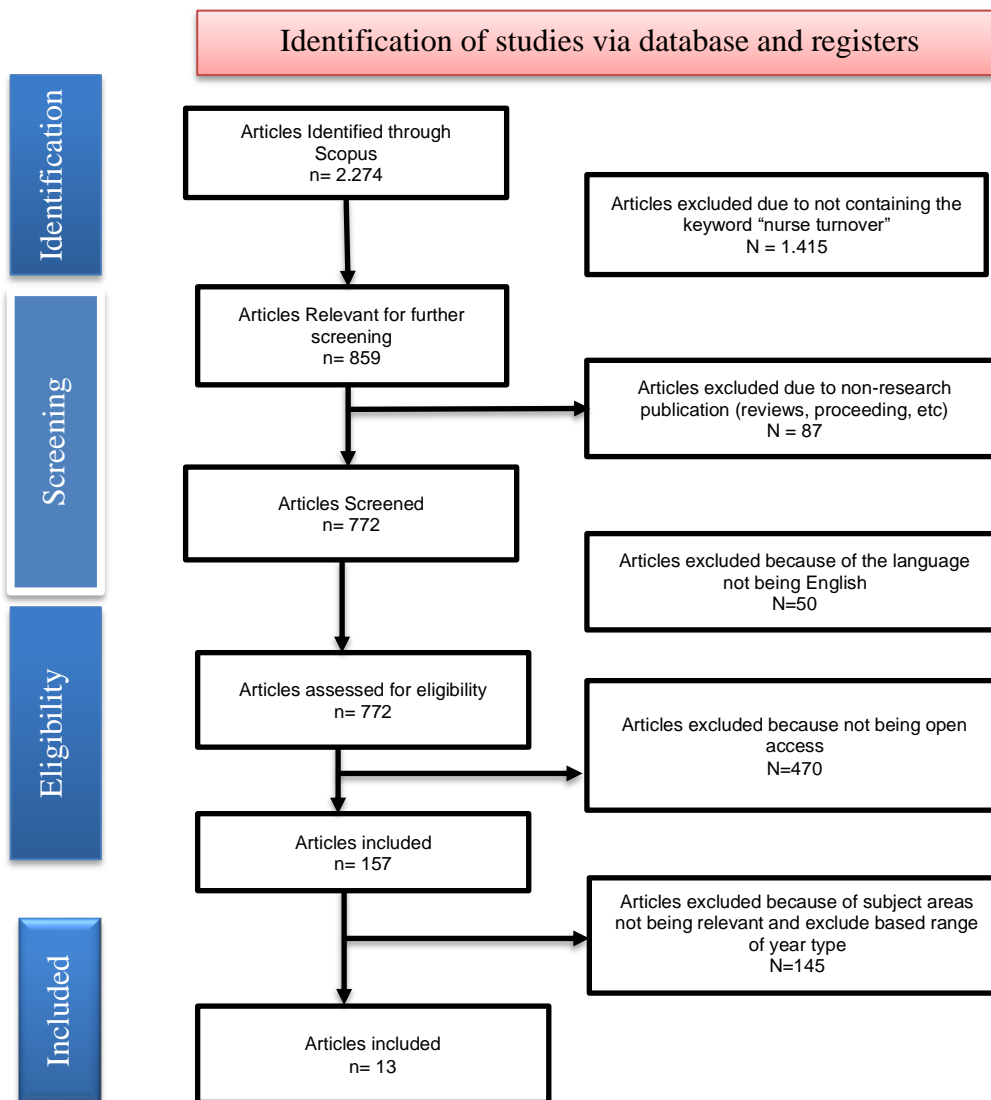 Identification of studies via database and registers
Identification
Articles Identified through
Scopus
n= 2.274
Articles excluded due to not containing the
keyword “nurse turnover”
N = 1.415
Screening
Articles Relevant for further
screening
n= 859
Articles excluded due to non-research
publication (reviews, proceeding, etc)
N = 87
Articles Screened
n= 772
Articles excluded because of the language
not being English
N=50
Eligibility
Articles assessed for eligibility
n= 772
Articles excluded because not being open
access
N=470
Articles included
n= 157
Articles excluded because of subject areas
not being relevant and exclude based range
of year type
N=145
Included
Articles included
n= 13